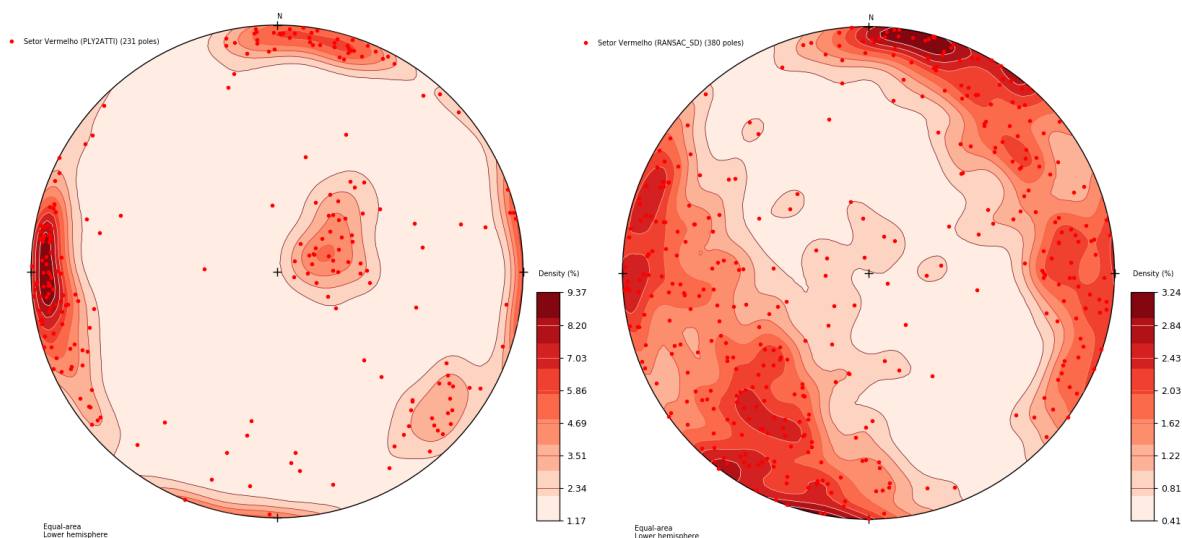 N
Setor Vermelho (PLY2ATTI) (231 poles)
Density (%)
9.37
8.20
7.03
5.86
4.69
3.51
2.34
1.17
Equal-area
Lower hemisphere
N
Setor Vermelho (RANSAC_SD) (380 poles)
Density (%)
3.24
2.84
2.43
2.03
1.62
1.22
0.81
0.41
Equal-area
Lower hemisphere